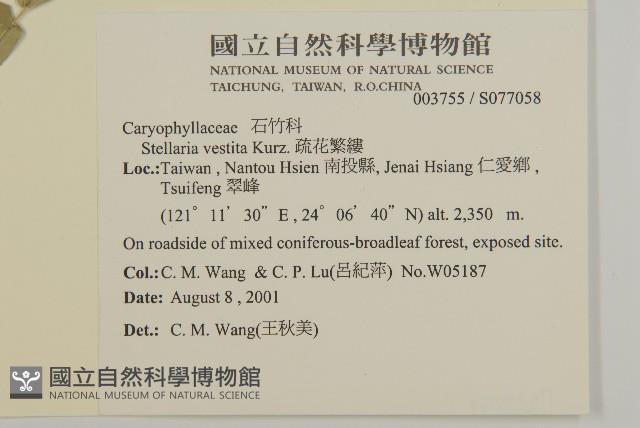 國立自然科學博物館
NATIONAL MUSEUM OF NATURAL SCIENCE
TAICHUNG, TAIWAN, R.O.CHINA
003755 / S077058
Caryophyllaceae 石竹科
Stellaria vestita Kurz. 疏花繁縷
Loc.:Taiwan , Nantou Hsien 南投縣, Jenai Hsiang 仁愛鄉 ,
Tsuifeng 翠峰
(121° 11' 30" E , 24° 06' 40" N) alt. 2,350 m.
On roadside of mixed coniferous-broadleaf forest, exposed site.
Col.: C. M. Wang & C. P. Lu(呂紀萍) No.W05187
Date: August 8 , 2001
Det.: C. M. Wang(王秋美)
國立自然科學博物館
NATIONAL MUSEUM OF NATURAL SCIENCE